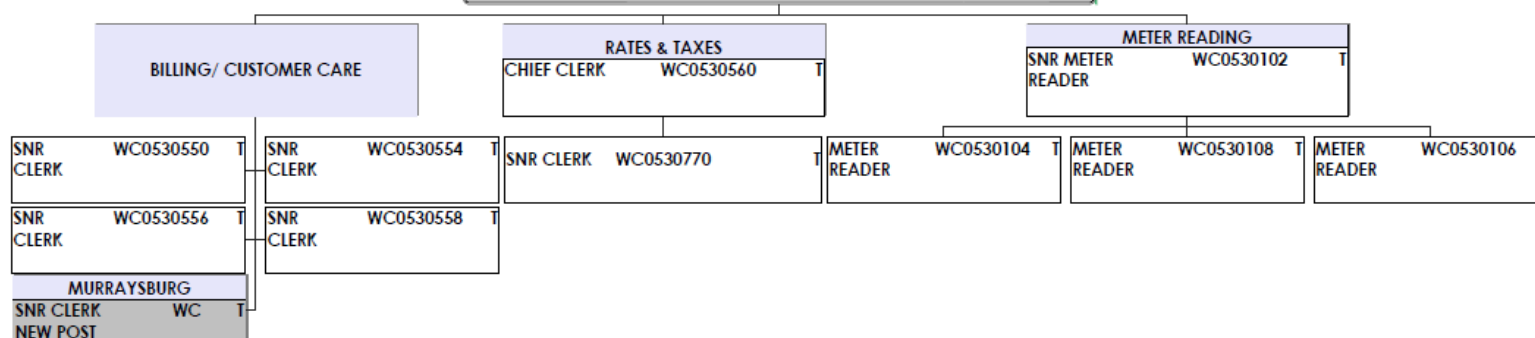 BILLING/ CUSTOMER CARE
RATES & TAXES
CHIEF CLERK WC0530560 T
METER READING
SNR METER WC0530102 T
READER
SNR WC0530550 T
CLERK
SNR WC0530554 T
CLERK
SNR CLERK WC0530770 T
METER WC0530104 T
READER
METER WC0530108 T
READER
METER WC0530106
READER
SNR WC0530556 T
CLERK
SNR WC0530558 T
CLERK
MURRAYSBURG
SNR CLERK WC T
NEW POST